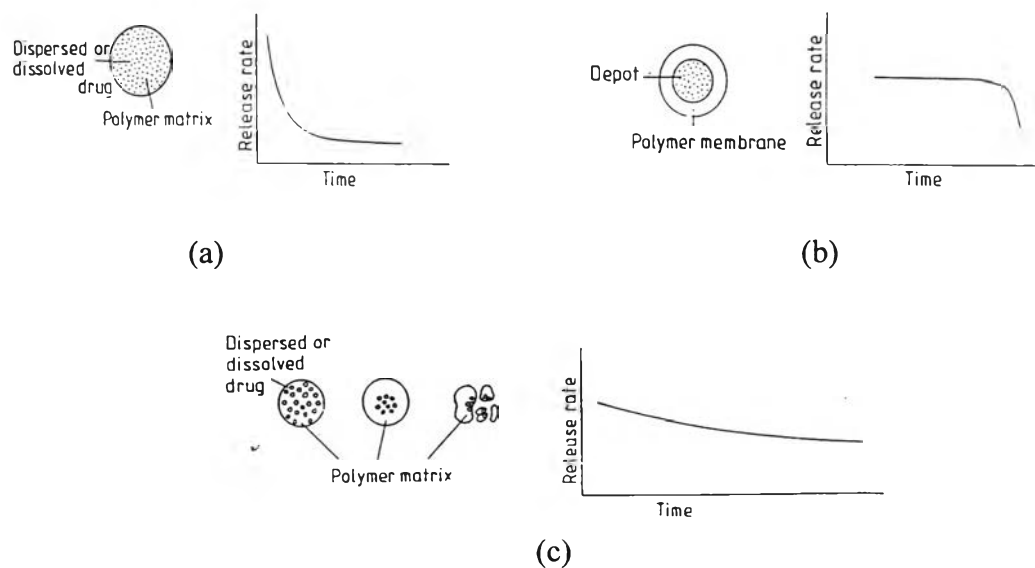 Dispersed or
dissolved
drug
Polymer matrix
Release rate
Time
(a)
Depot
Polymer membrane
Release rate
Time
(b)
Dispersed or
dissolved
drug
Polymer matrix
Release rate
Time
(c)